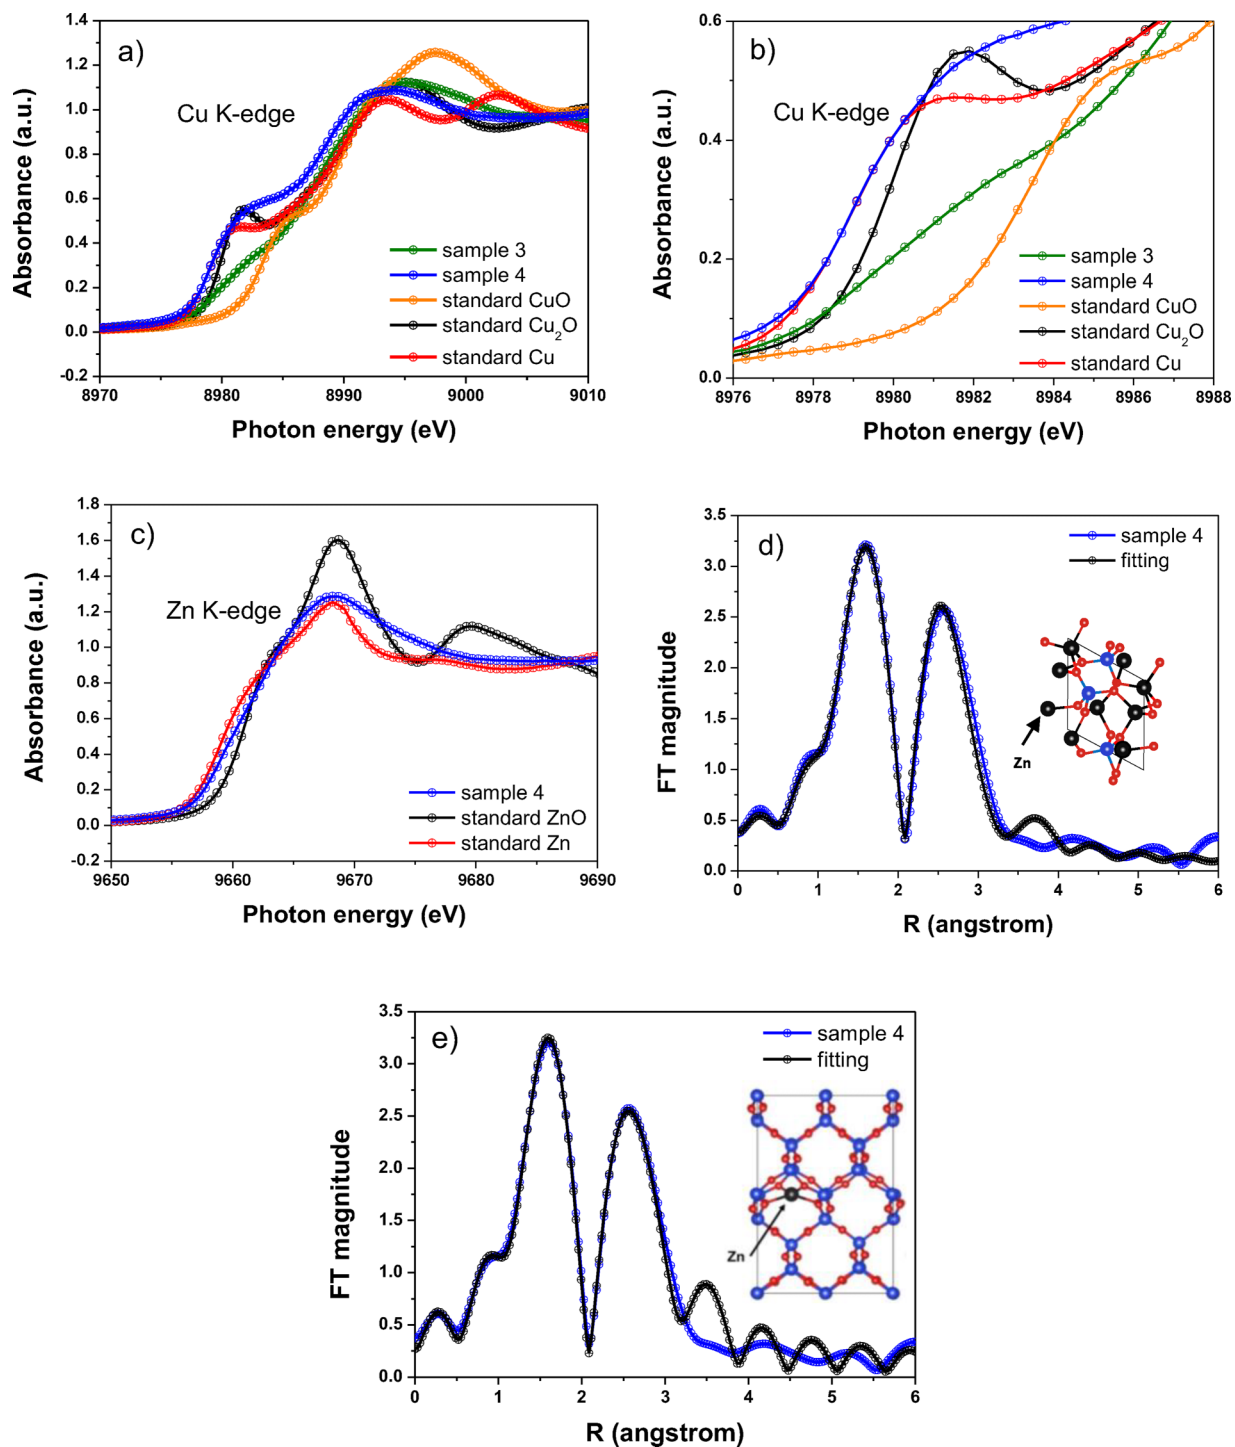 a)
Cu K-edge
Absorbance (a.u.)
1.4
1.2
1.0
0.8
0.6
0.4
0.2
0.0
-0.2
sample 3
sample 4
standard CuO
standard Cu₂O
standard Cu
8970 8980 8990 9000 9010
Photon energy (eV)
b)
Cu K-edge
Absorbance (a.u.)
0.6
0.4
0.2
0.0
sample 3
sample 4
standard CuO
standard Cu₂O
standard Cu
8976 8978 8980 8982 8984 8986 8988
Photon energy (eV)
c)
Zn K-edge
Absorbance (a.u.)
1.8
1.6
1.4
1.2
1.0
0.8
0.6
0.4
0.2
0.0
-0.2
sample 4
standard ZnO
standard Zn
9650 9660 9670 9680 9690
Photon energy (eV)
d)
FT magnitude
3.5
3.0
2.5
2.0
1.5
1.0
0.5
0.0
sample 4
fitting
Zn
0 1 2 3 4 5 6
R (angstrom)
e)
FT magnitude
3.5
3.0
2.5
2.0
1.5
1.0
0.5
0.0
sample 4
fitting
Zn
0 1 2 3 4 5 6
R (angstrom)